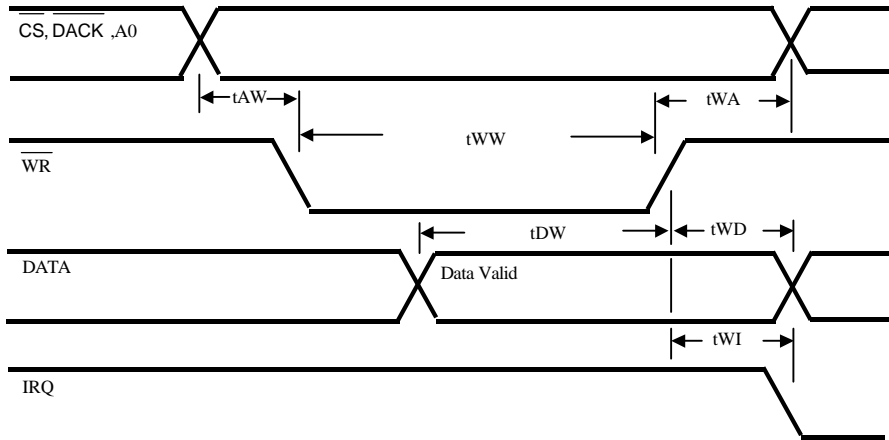 CS, DACK ,A0
tAW
tWA
tWW
WR
tDW
tWD
DATA
Data Valid
tWI
IRQ